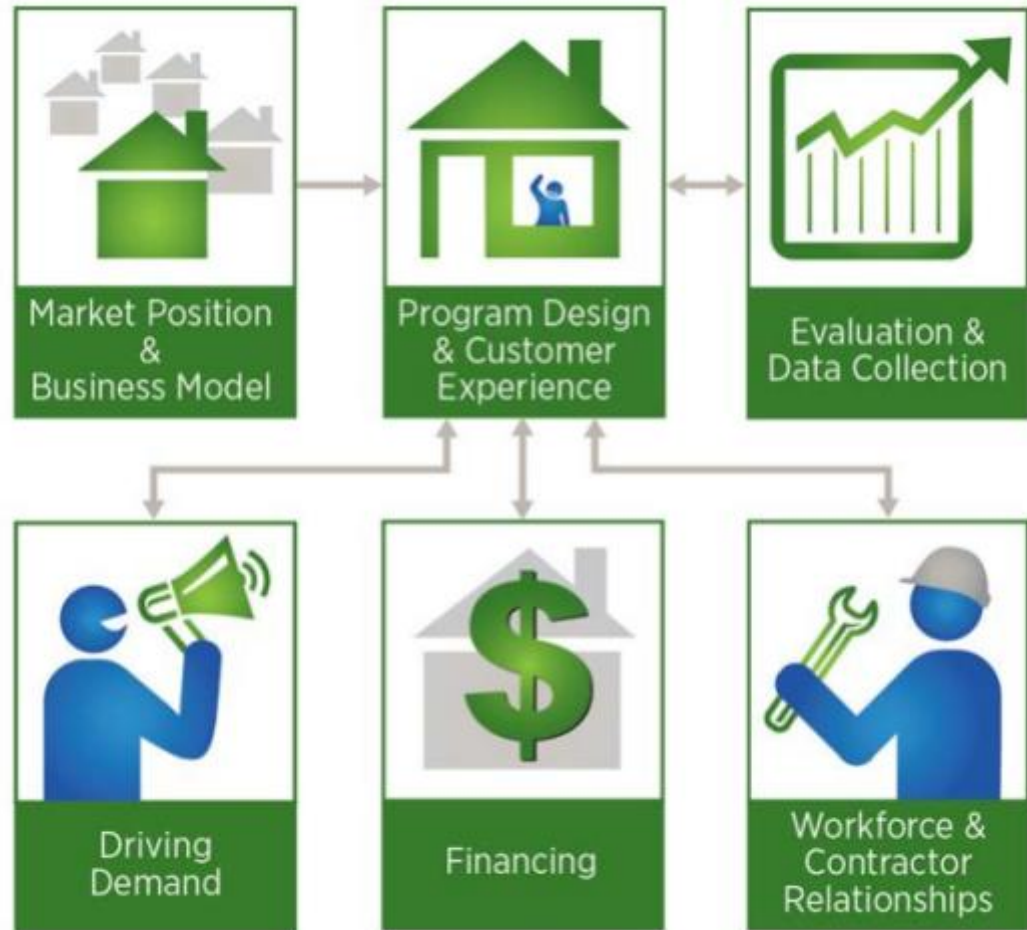 Market Position
&
Business Model
Program Design
& Customer
Experience
Evaluation &
Data Collection
Driving
Demand
$
Financing
Workforce &
Contractor
Relationships